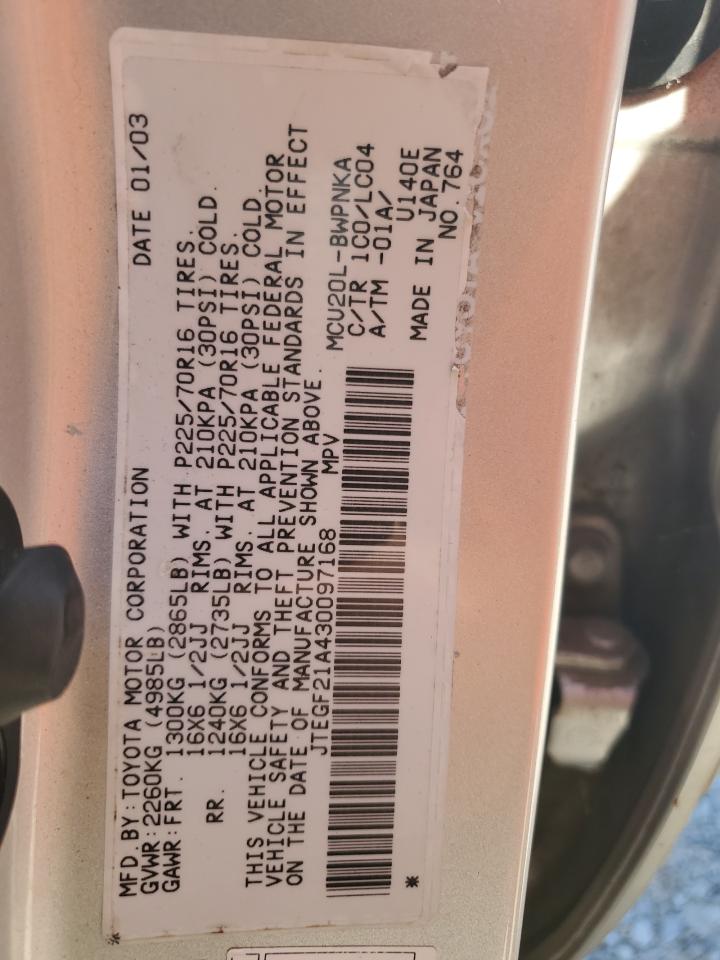 MFD.BY:TOYOTA MOTOR CORPORATION DATE 01/03
GVWR:2260KG (4985LB)
GAWR:FRT. 1300KG (2865LB) WITH P225/70R16 TIRES.
16X6 1/2JJ RIMS. AT 210KPA (30PSI) COLD.
RR. 1240KG (2735LB) WITH P225/70R16 TIRES.
16X6 1/2JJ RIMS. AT 210KPA (30PSI) COLD.
THIS VEHICLE CONFORMS TO ALL APPLICABLE FEDERAL MOTOR
VEHICLE SAFETY AND THEFT PREVENTION STANDARDS IN EFFECT
ON THE DATE OF MANUFACTURE SHOWN ABOVE.
JTEGF21A430097168 MPV
MCU20L-BWPNKA
C/TR 1C0/LC04
A/TM -01A/
U140E
MADE IN JAPAN
NO.764
*